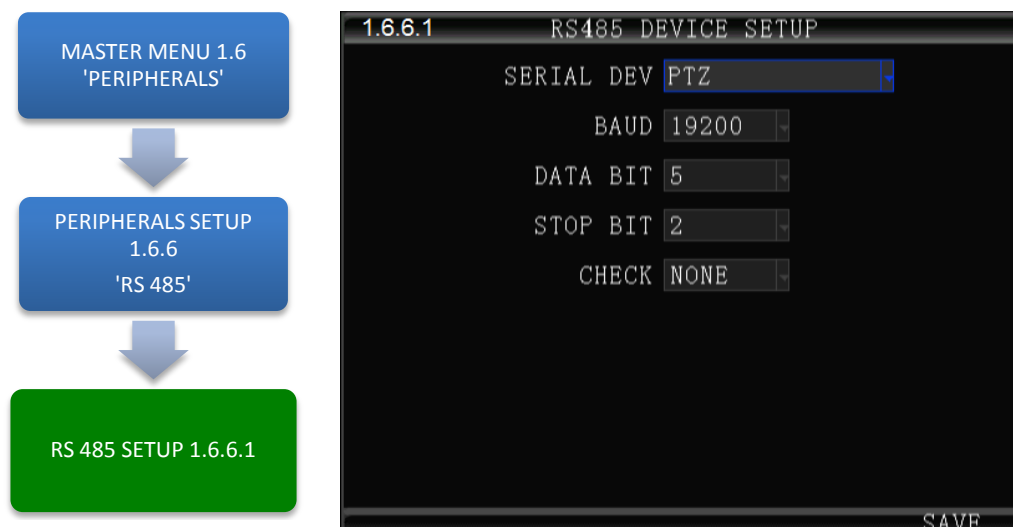 MASTER MENU 1.6
'PERIPHERALS'
PERIPHERALS SETUP
1.6.6
'RS 485'
RS 485 SETUP 1.6.6.1
1.6.6.1 RS485 DEVICE SETUP
SERIAL DEV PTZ
BAUD 19200
DATA BIT 5
STOP BIT 2
CHECK NONE
SAVE